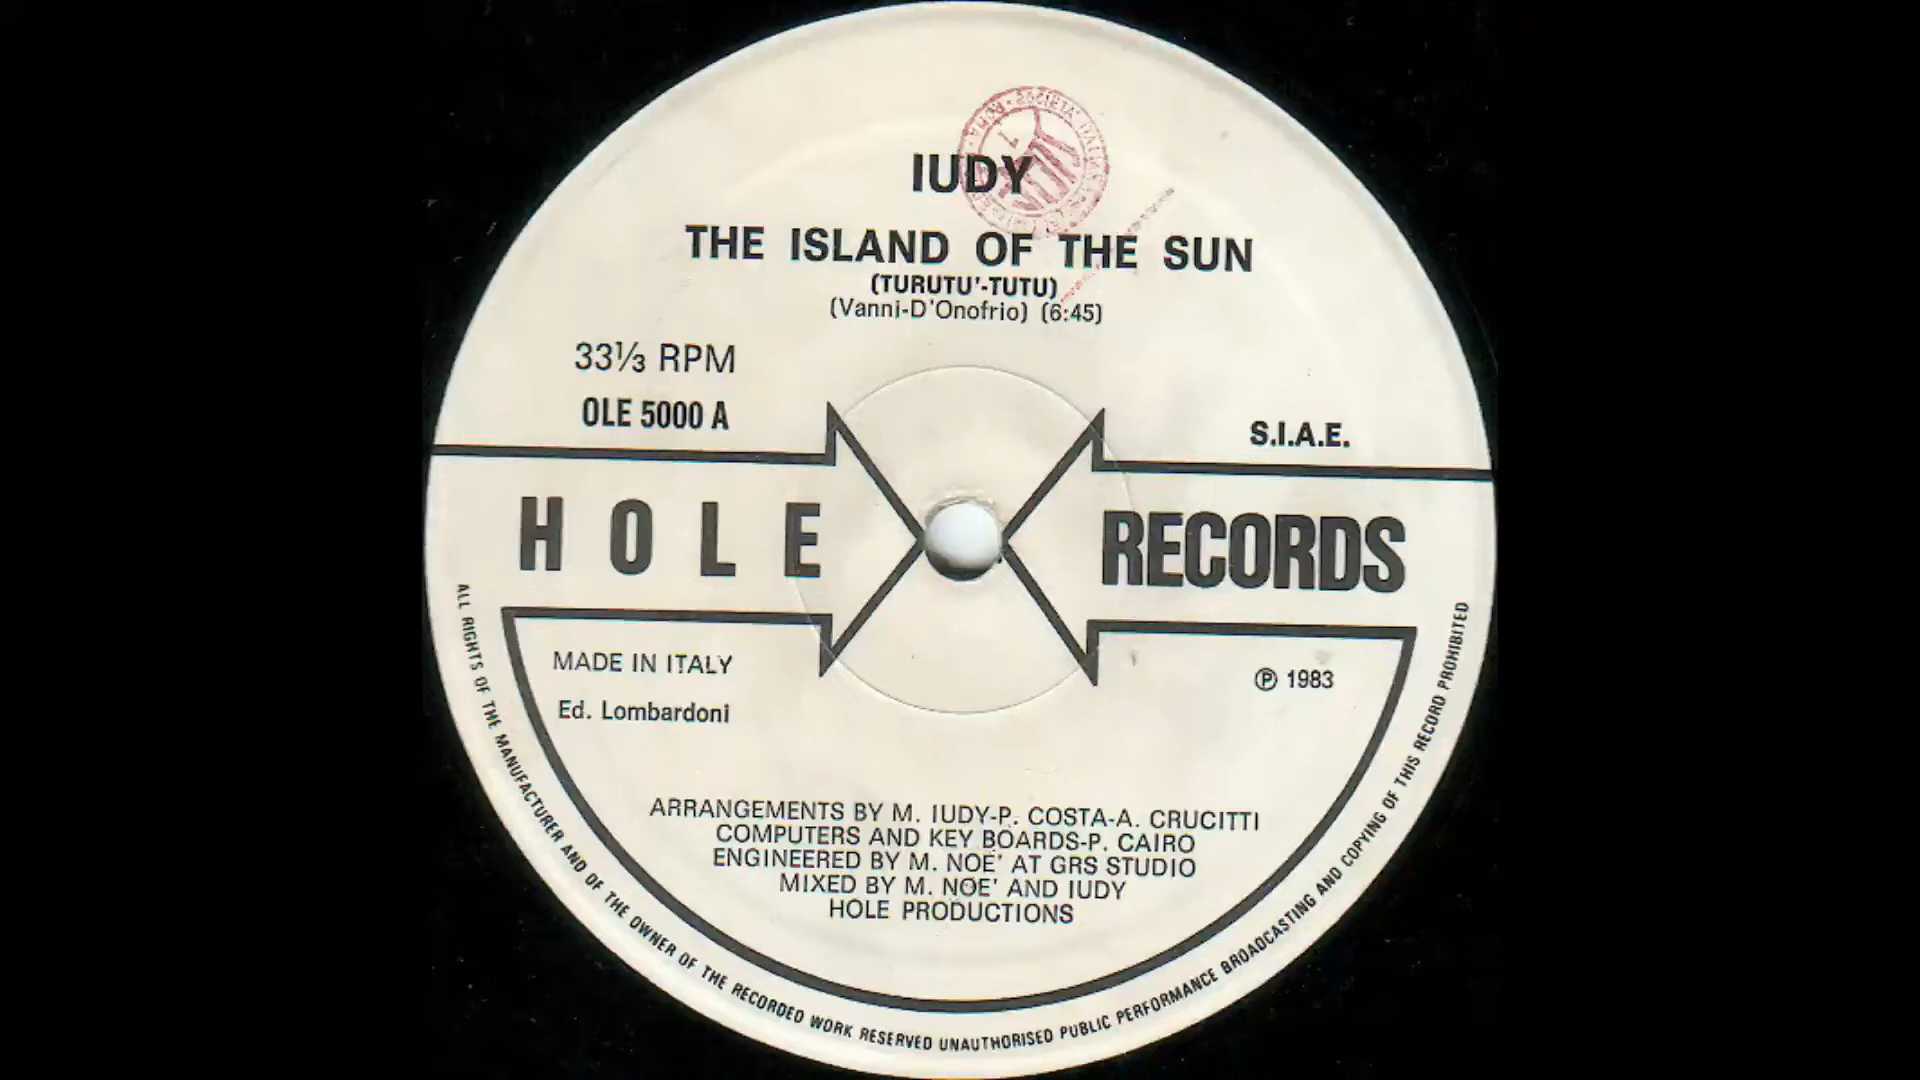 IUDY
THE ISLAND OF THE SUN
(TURUTU'-TUTU)
(Vanni-D'Onofrio) (6:45)
33⅓ RPM
OLE 5000 A
S.I.A.E.
HOLE RECORDS
MADE IN ITALY
Ed. Lombardoni
℗ 1983
ARRANGEMENTS BY M. IUDY-P. COSTA-A. CRUCITTI
COMPUTERS AND KEY BOARDS-P. CAIRO
ENGINEERED BY M. NOE' AT GRS STUDIO
MIXED BY M. NOE' AND IUDY
HOLE PRODUCTIONS
ALL RIGHTS OF THE MANUFACTURER AND OF THE OWNER OF THE RECORDED WORK RESERVED UNAUTHORISED PUBLIC PERFORMANCE BROADCASTING AND COPYING OF THIS RECORD PROHIBITED